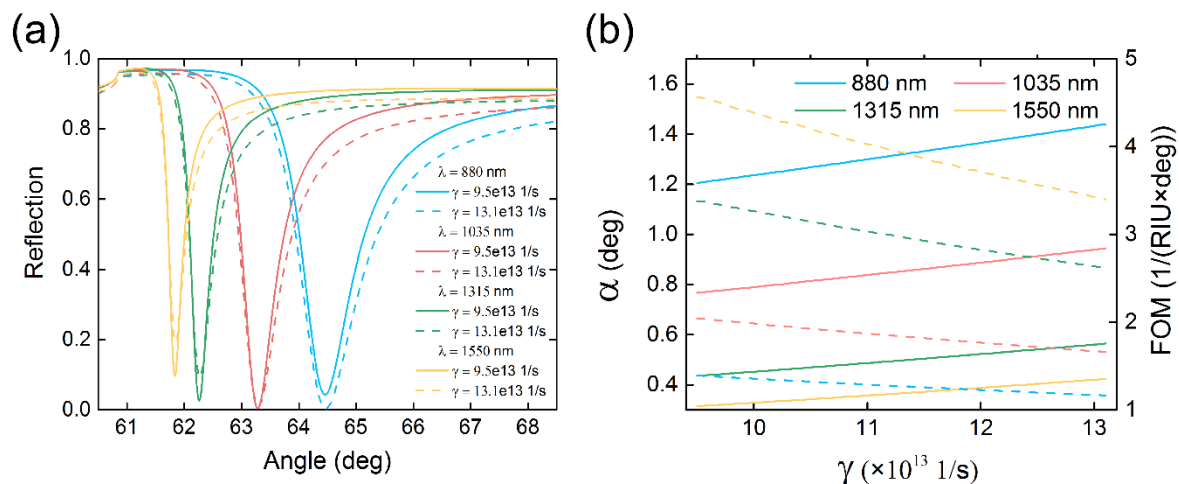 (a)
1.0
0.8
0.6
0.4
0.2
0.0
Reflection
61 62 63 64 65 66 67 68
Angle (deg)
λ = 880 nm
γ = 9.5e13 1/s
γ = 13.1e13 1/s
λ = 1035 nm
γ = 9.5e13 1/s
γ = 13.1e13 1/s
λ = 1315 nm
γ = 9.5e13 1/s
γ = 13.1e13 1/s
λ = 1550 nm
γ = 9.5e13 1/s
γ = 13.1e13 1/s
(b)
1.6
1.4
1.2
1.0
0.8
0.6
0.4
α (deg)
880 nm 1035 nm
1315 nm 1550 nm
5
4
3
2
1
FOM (1/(RIU×deg))
10 11 12 13
γ (×10¹³ 1/s)